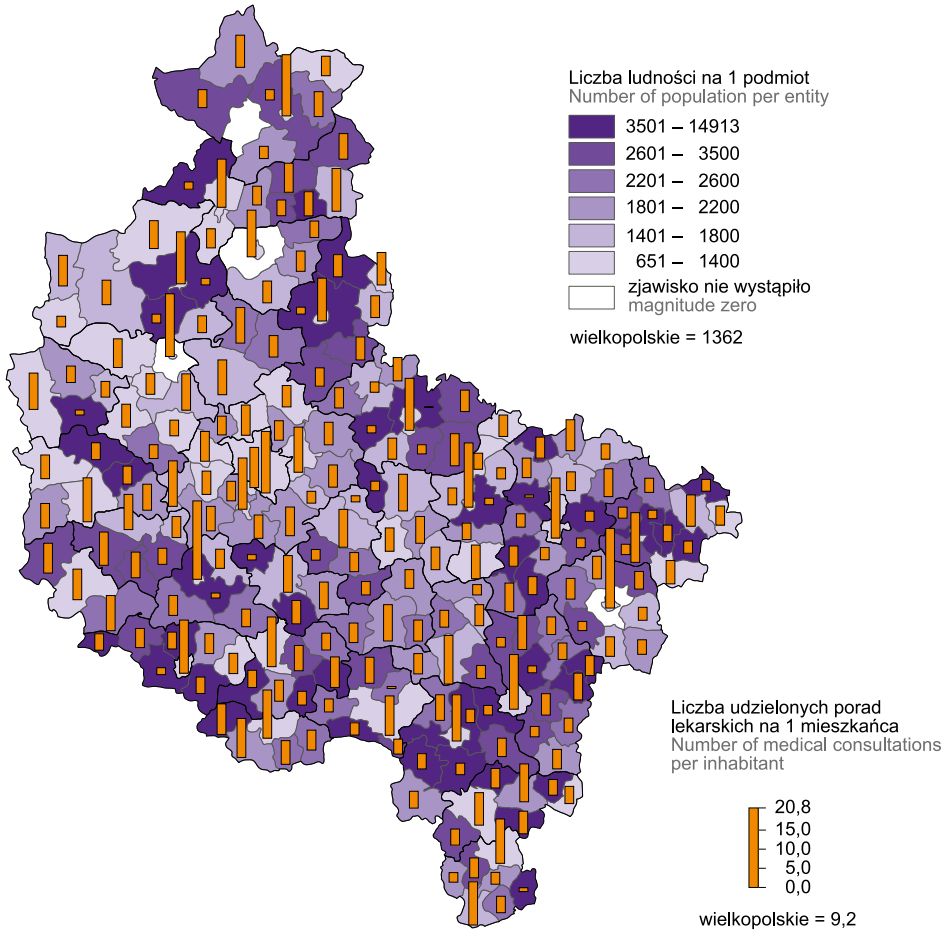 Liczba ludności na 1 podmiot
Number of population per entity
3501 – 14913
2601 – 3500
2201 – 2600
1801 – 2200
1401 – 1800
651 – 1400
zjawisko nie wystąpiło
magnitude zero
wielkopolskie = 1362
Liczba udzielonych porad
lekarskich na 1 mieszkańca
Number of medical consultations
per inhabitant
20,8
15,0
10,0
5,0
0,0
wielkopolskie = 9,2